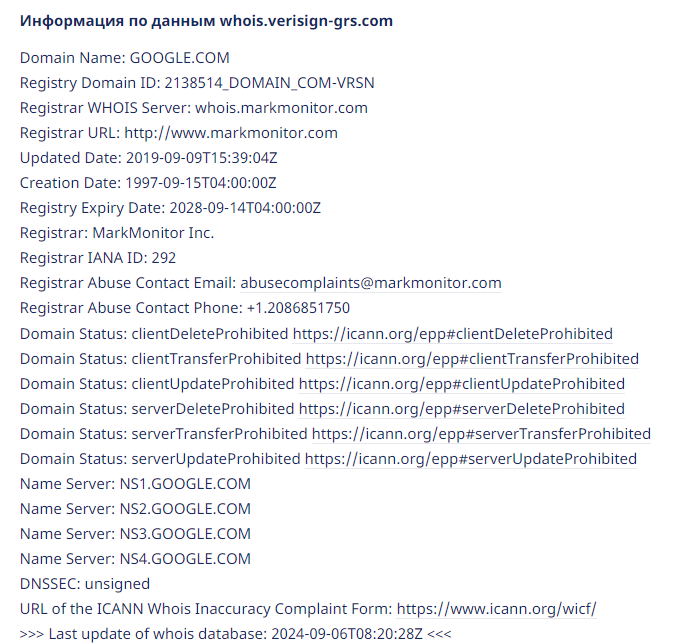 Информация по данным whois.verisign-grs.com
Domain Name: GOOGLE.COM
Registry Domain ID: 2138514_DOMAIN_COM-VRSN
Registrar WHOIS Server: whois.markmonitor.com
Registrar URL: http://www.markmonitor.com
Updated Date: 2019-09-09T15:39:04Z
Creation Date: 1997-09-15T04:00:00Z
Registry Expiry Date: 2028-09-14T04:00:00Z
Registrar: MarkMonitor Inc.
Registrar IANA ID: 292
Registrar Abuse Contact Email: abusecomplaints@markmonitor.com
Registrar Abuse Contact Phone: +1.2086851750
Domain Status: clientDeleteProhibited https://icann.org/epp#clientDeleteProhibited
Domain Status: clientTransferProhibited https://icann.org/epp#clientTransferProhibited
Domain Status: clientUpdateProhibited https://icann.org/epp#clientUpdateProhibited
Domain Status: serverDeleteProhibited https://icann.org/epp#serverDeleteProhibited
Domain Status: serverTransferProhibited https://icann.org/epp#serverTransferProhibited
Domain Status: serverUpdateProhibited https://icann.org/epp#serverUpdateProhibited
Name Server: NS1.GOOGLE.COM
Name Server: NS2.GOOGLE.COM
Name Server: NS3.GOOGLE.COM
Name Server: NS4.GOOGLE.COM
DNSSEC: unsigned
URL of the ICANN Whois Inaccuracy Complaint Form: https://www.icann.org/wicf/
>>> Last update of whois database: 2024-09-06T08:20:28Z <<<